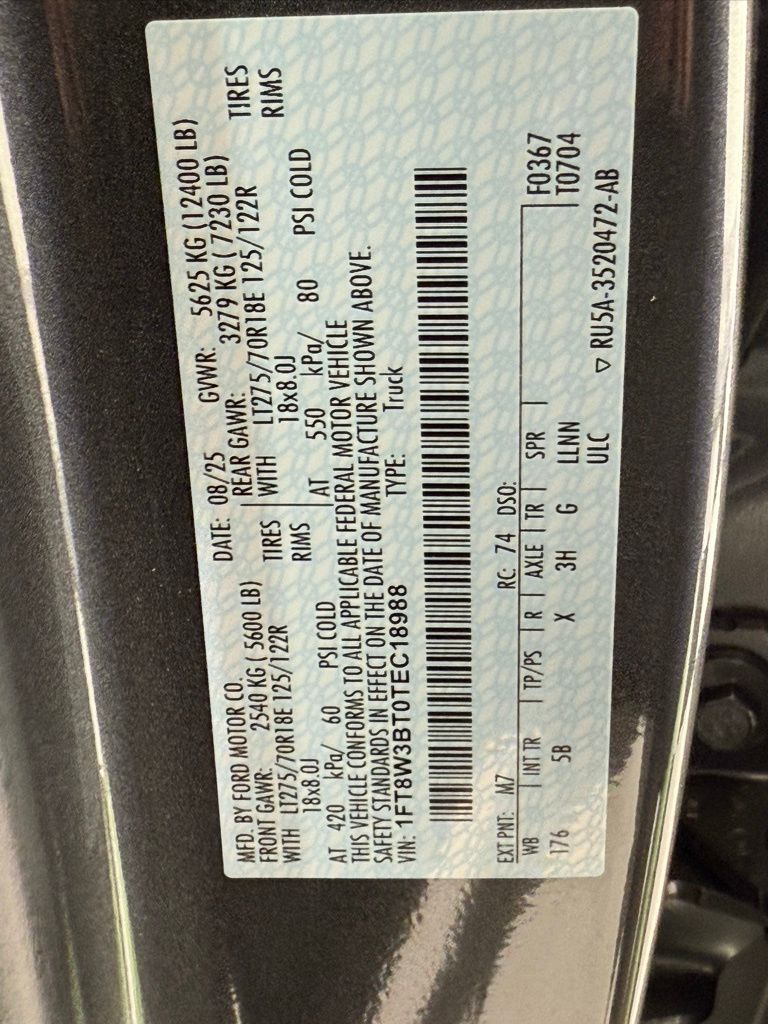 MFD. BY FORD MOTOR CO. DATE: 08/25 GVWR: 5625 KG (12400 LB)
FRONT GAWR: 2540 KG ( 5600 LB) REAR GAWR: 3279 KG ( 7230 LB)
WITH LT275/70R18E 125/122R TIRES WITH LT275/70R18E 125/122R TIRES
18x8.0J RIMS 18x8.0J RIMS
AT 420 kPa/ 60 PSI COLD AT 550 kPa/ 80 PSI COLD
THIS VEHICLE CONFORMS TO ALL APPLICABLE FEDERAL MOTOR VEHICLE
SAFETY STANDARDS IN EFFECT ON THE DATE OF MANUFACTURE SHOWN ABOVE.
VIN: 1FT8W3BT0TEC18988 TYPE: Truck
EXT PNT: M7 RC: 74 DSO:
WB INT TR TP/PS R AXLE TR SPR F0367
176 5B X 3H G LLNN T0704
ULC ▽ RU5A-3520472-AB